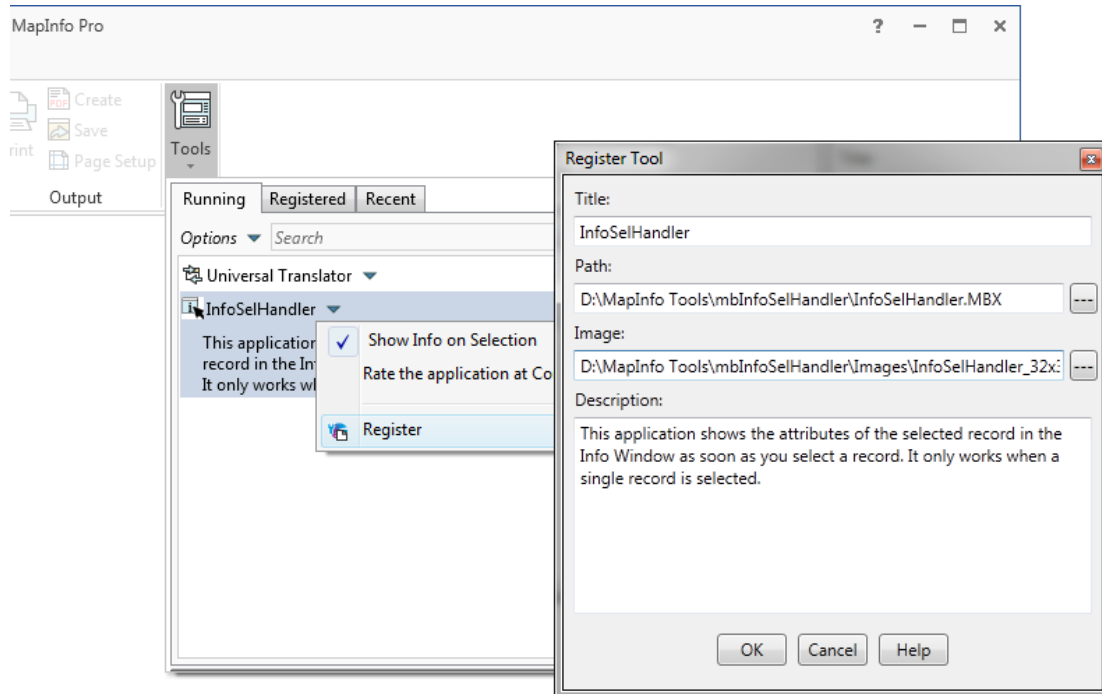 MapInfo Pro
?
PDF
Create
Save
rint
Page Setup
Output
Tools
Running Registered Recent
Options Search
Universal Translator
InfoSelHandler
This application
record in the In
It only works wl
Show Info on Selection
Rate the application at Co
Register
Register Tool
Title:
InfoSelHandler
Path:
D:\MapInfo Tools\mbInfoSelHandler\InfoSelHandler.MBX
---
Image:
D:\MapInfo Tools\mbInfoSelHandler\Images\InfoSelHandler_32x
---
Description:
This application shows the attributes of the selected record in the
Info Window as soon as you select a record. It only works when a
single record is selected.
OK Cancel Help